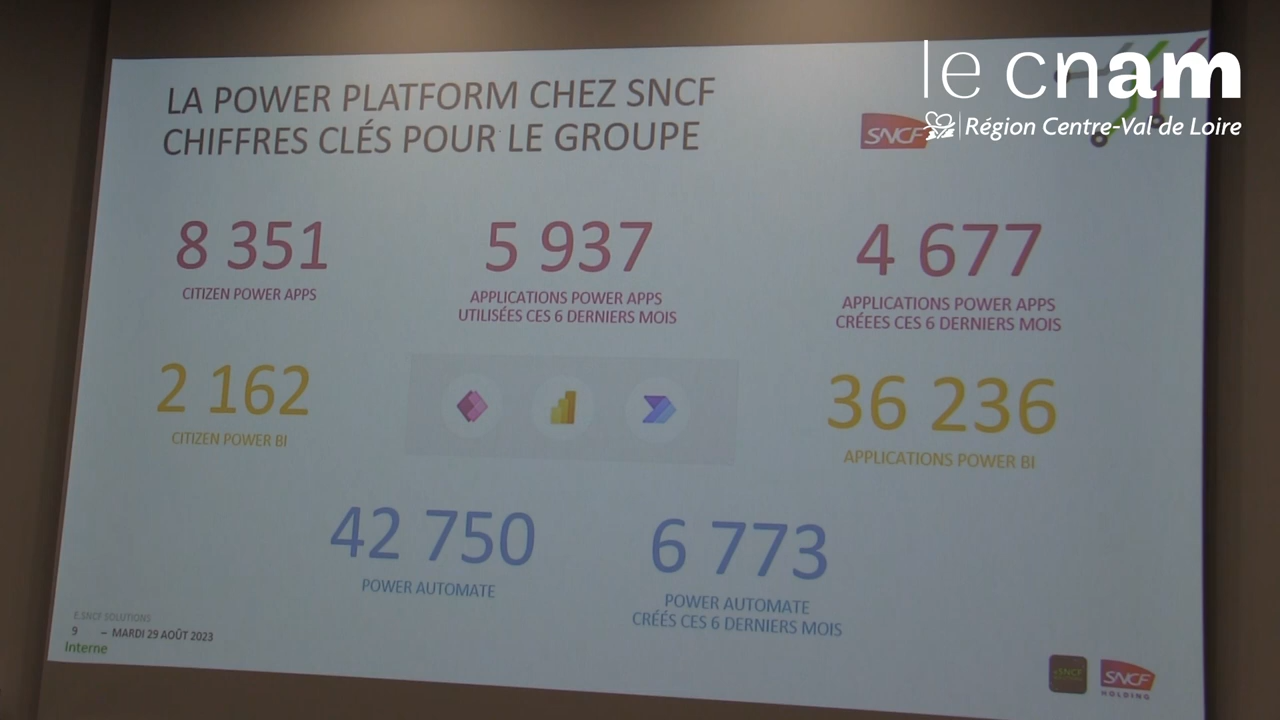 le cnam
Région Centre-Val de Loire
LA POWER PLATFORM CHEZ SNCF
CHIFFRES CLÉS POUR LE GROUPE
SNCF
8 351
CITIZEN POWER APPS
5 937
APPLICATIONS POWER APPS
UTILISÉES CES 6 DERNIERS MOIS
4 677
APPLICATIONS POWER APPS
CRÉEES CES 6 DERNIERS MOIS
2 162
CITIZEN POWER BI
36 236
APPLICATIONS POWER BI
42 750
POWER AUTOMATE
6 773
POWER AUTOMATE
CRÉÉS CES 6 DERNIERS MOIS
E.SNCF SOLUTIONS
9 – MARDI 29 AOÛT 2023
Interne
SNCF
HOLDING